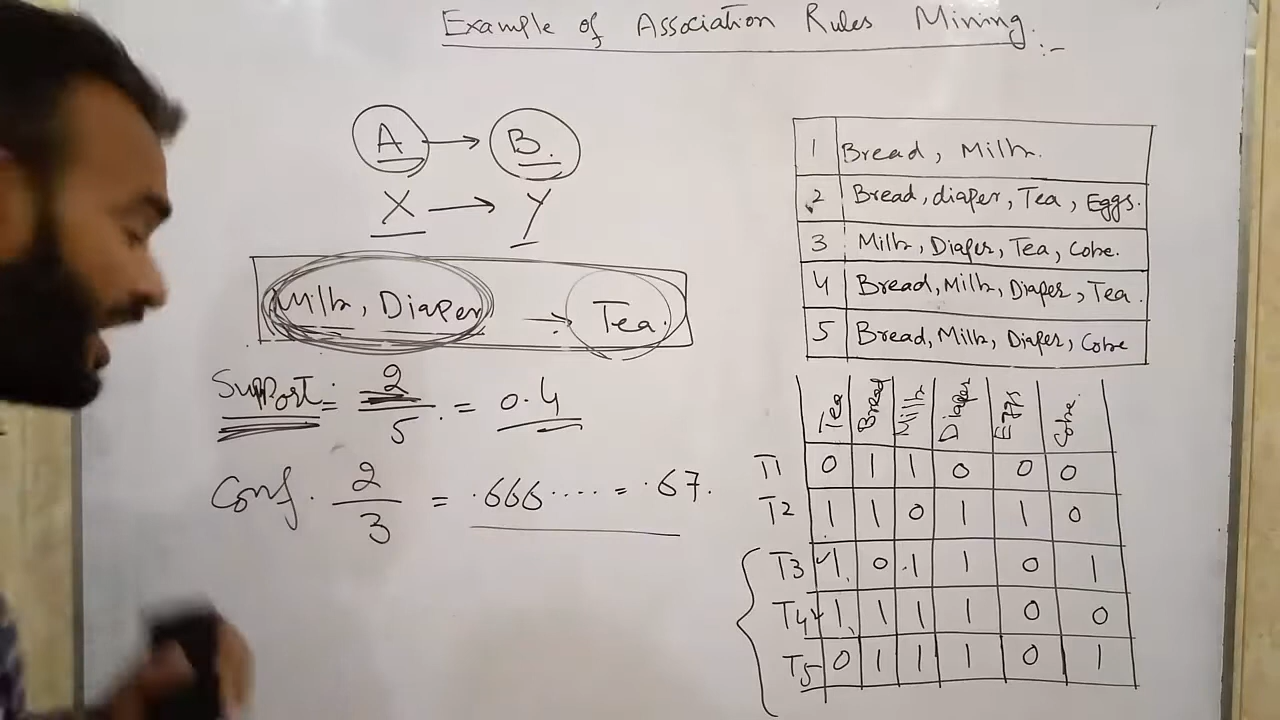 Example of Association Rules Mining :-
A → B.
X → Y
Milk, Diaper → Tea.
Support = 2/5 = 0.4
Conf. 2/3 = .666.... = .67.
1 Bread, Milk.
2 Bread, diaper, Tea, Eggs.
3 Milk, Diaper, Tea, Coke.
4 Bread, Milk, Diaper, Tea.
5 Bread, Milk, Diaper, Coke
Tea Bread Milk Diaper Eggs Coke.
T1 0 1 1 0 0 0
T2 1 1 0 1 1 0
T3 1 0 1 1 0 1
T4 1 1 1 1 0 0
T5 0 1 1 1 0 1